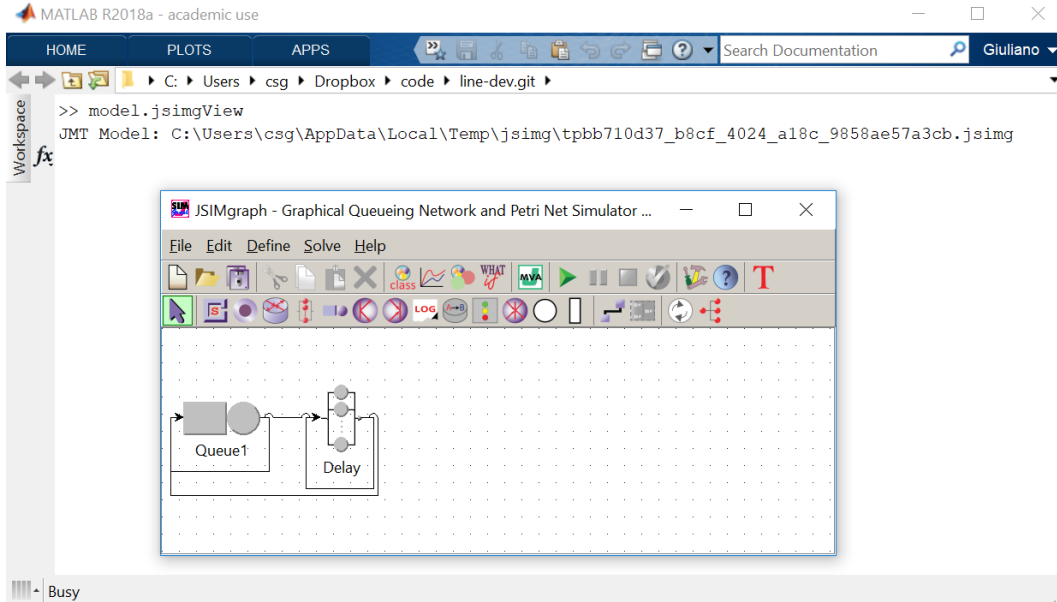 MATLAB R2018a - academic use
HOME PLOTS APPS Search Documentation Giuliano
C: Users csg Dropbox code line-dev.git
Workspace
>> model.jsimgView
JMT Model: C:\Users\csg\AppData\Local\Temp\jsimg\tpbb710d37_b8cf_4024_a18c_9858ae57a3cb.jsimg
fx
SIM JSIMgraph - Graphical Queueing Network and Petri Net Simulator ...
File Edit Define Solve Help
class WHAT if MVA T
S LOG A→B
Queue1
Delay
Busy